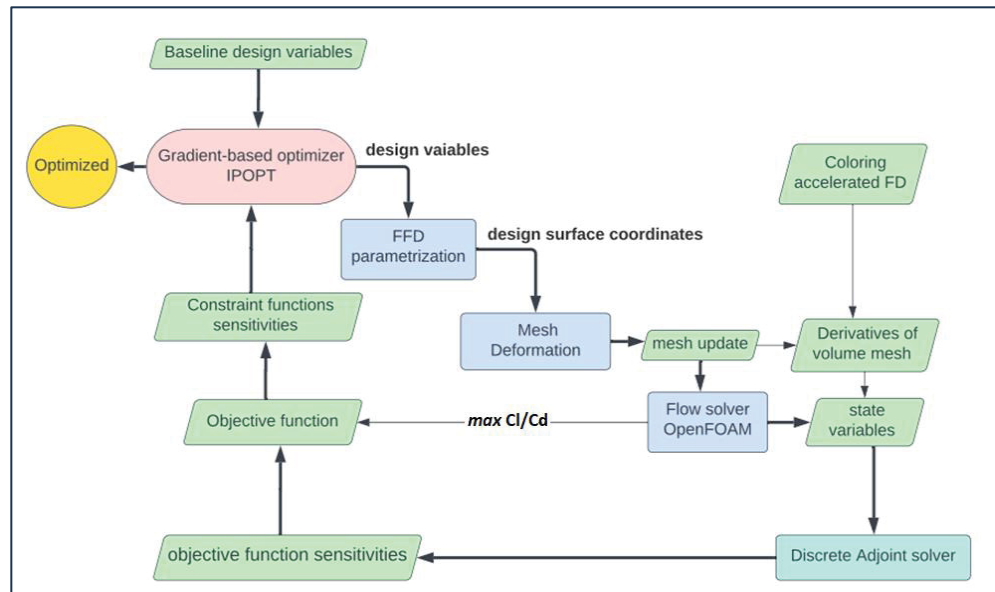 Baseline design variables
Optimized
Gradient-based optimizer
IPOPT
design vaiables
Coloring
accelerated FD
FFD
parametrization
design surface coordinates
Constraint functions
sensitivities
Mesh
Deformation
mesh update
Derivatives of
volume mesh
Objective function
max Cl/Cd
Flow solver
OpenFOAM
state
variables
objective function sensitivities
Discrete Adjoint solver